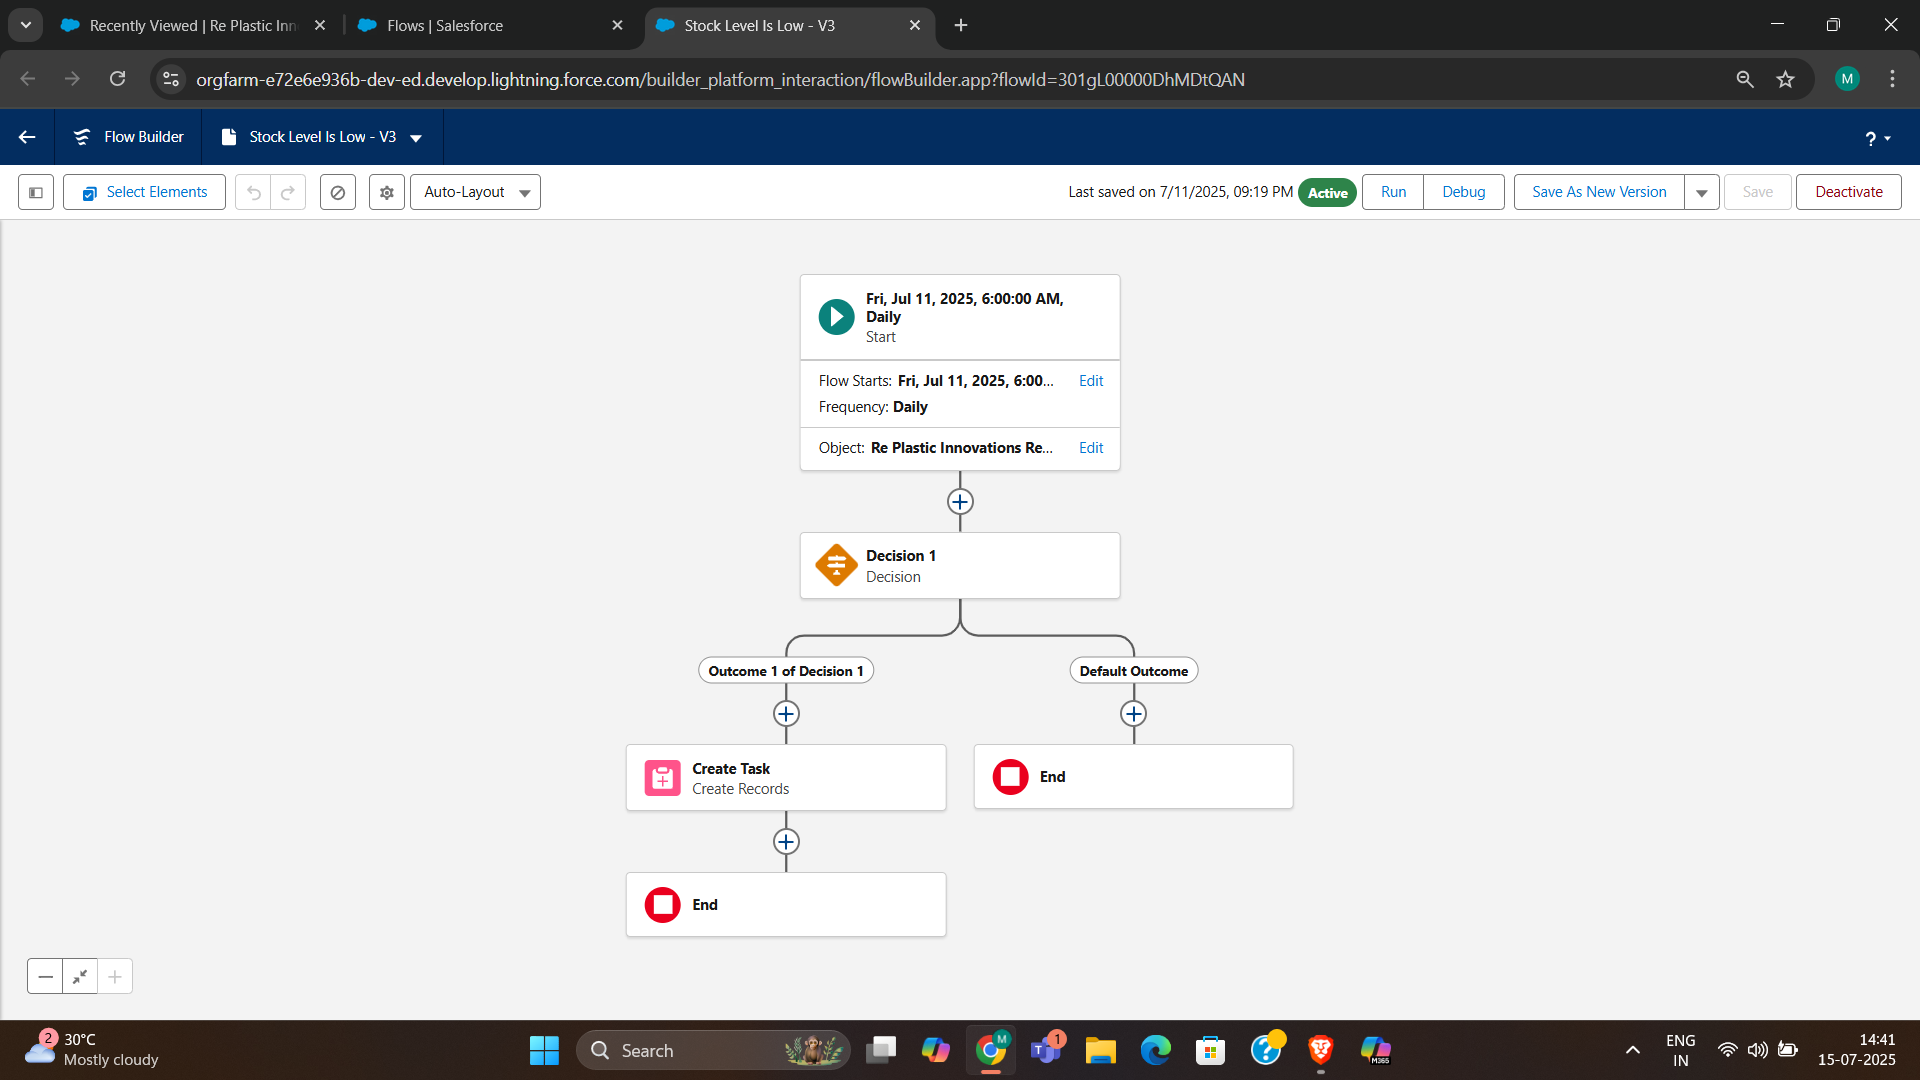 Recently Viewed | Re Plastic Inn
Flows | Salesforce
Stock Level Is Low - V3
orgfarm-e72e6e936b-dev-ed.develop.lightning.force.com/builder_platform_interaction/flowBuilder.app?flowId=301gL00000DhMDtQAN
M
Flow Builder
Stock Level Is Low - V3
?
Select Elements
Auto-Layout
Last saved on 7/11/2025, 09:19 PM
Active
Run
Debug
Save As New Version
Save
Deactivate
Fri, Jul 11, 2025, 6:00:00 AM,
Daily
Start
Flow Starts: Fri, Jul 11, 2025, 6:00... Edit
Frequency: Daily
Object: Re Plastic Innovations Re... Edit
Decision 1
Decision
Outcome 1 of Decision 1
Default Outcome
Create Task
Create Records
End
End
2
30°C
Mostly cloudy
Search
M
T
1
?
M365
ENG
IN
14:41
15-07-2025